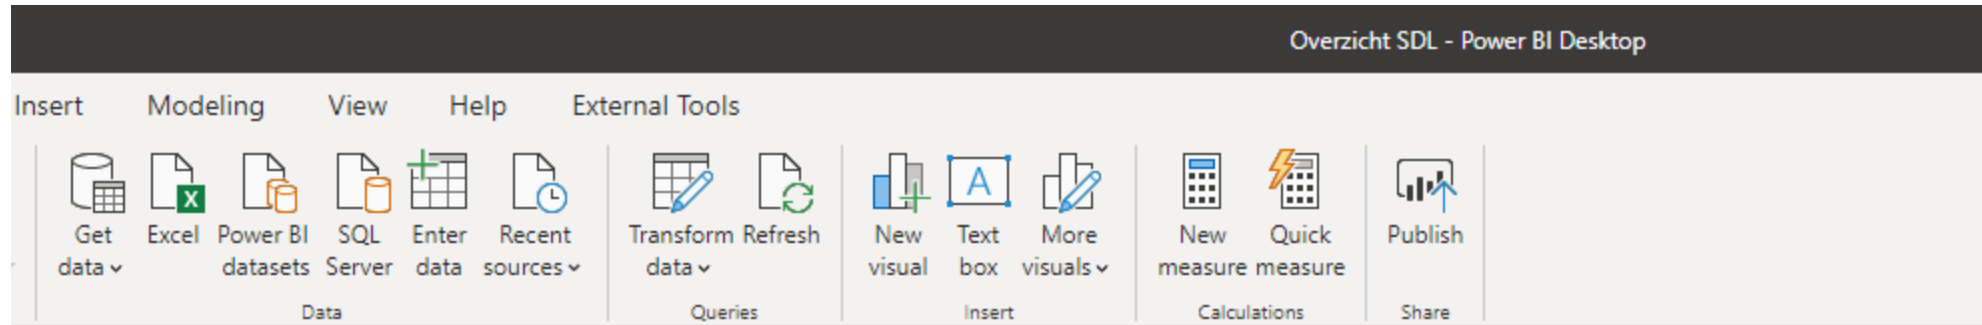 Overzicht SDL - Power BI Desktop
Insert Modeling View Help External Tools
Get data
Excel
Power BI datasets
SQL Server
Enter data
Recent sources
Data
Transform data
Refresh
Queries
New visual
Text box
More visuals
Insert
New measure
Quick measure
Calculations
Publish
Share